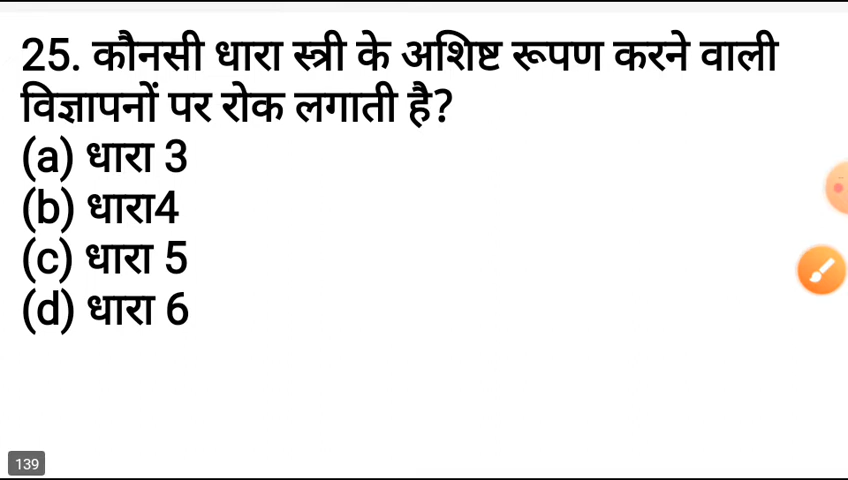 25. कौनसी धारा स्त्री के अशिष्ट रूपण करने वाली
विज्ञापनों पर रोक लगाती है?
(a) धारा 3
(b) धारा4
(c) धारा 5
(d) धारा 6
139